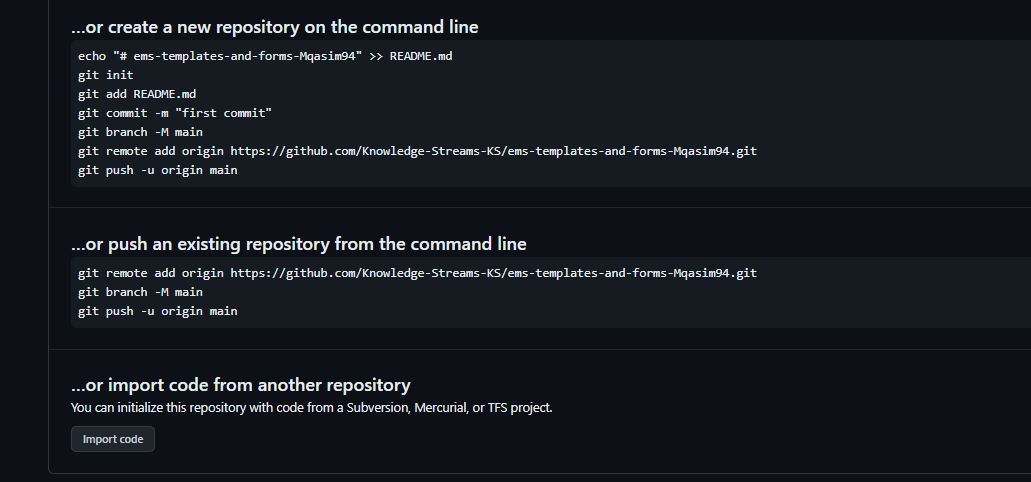 ...or create a new repository on the command line
echo "# ems-templates-and-forms-Mqasim94" >> README.md
git init
git add README.md
git commit -m "first commit"
git branch -M main
git remote add origin https://github.com/Knowledge-Streams-KS/ems-templates-and-forms-Mqasim94.git
git push -u origin main
...or push an existing repository from the command line
git remote add origin https://github.com/Knowledge-Streams-KS/ems-templates-and-forms-Mqasim94.git
git branch -M main
git push -u origin main
...or import code from another repository
You can initialize this repository with code from a Subversion, Mercurial, or TFS project.
Import code